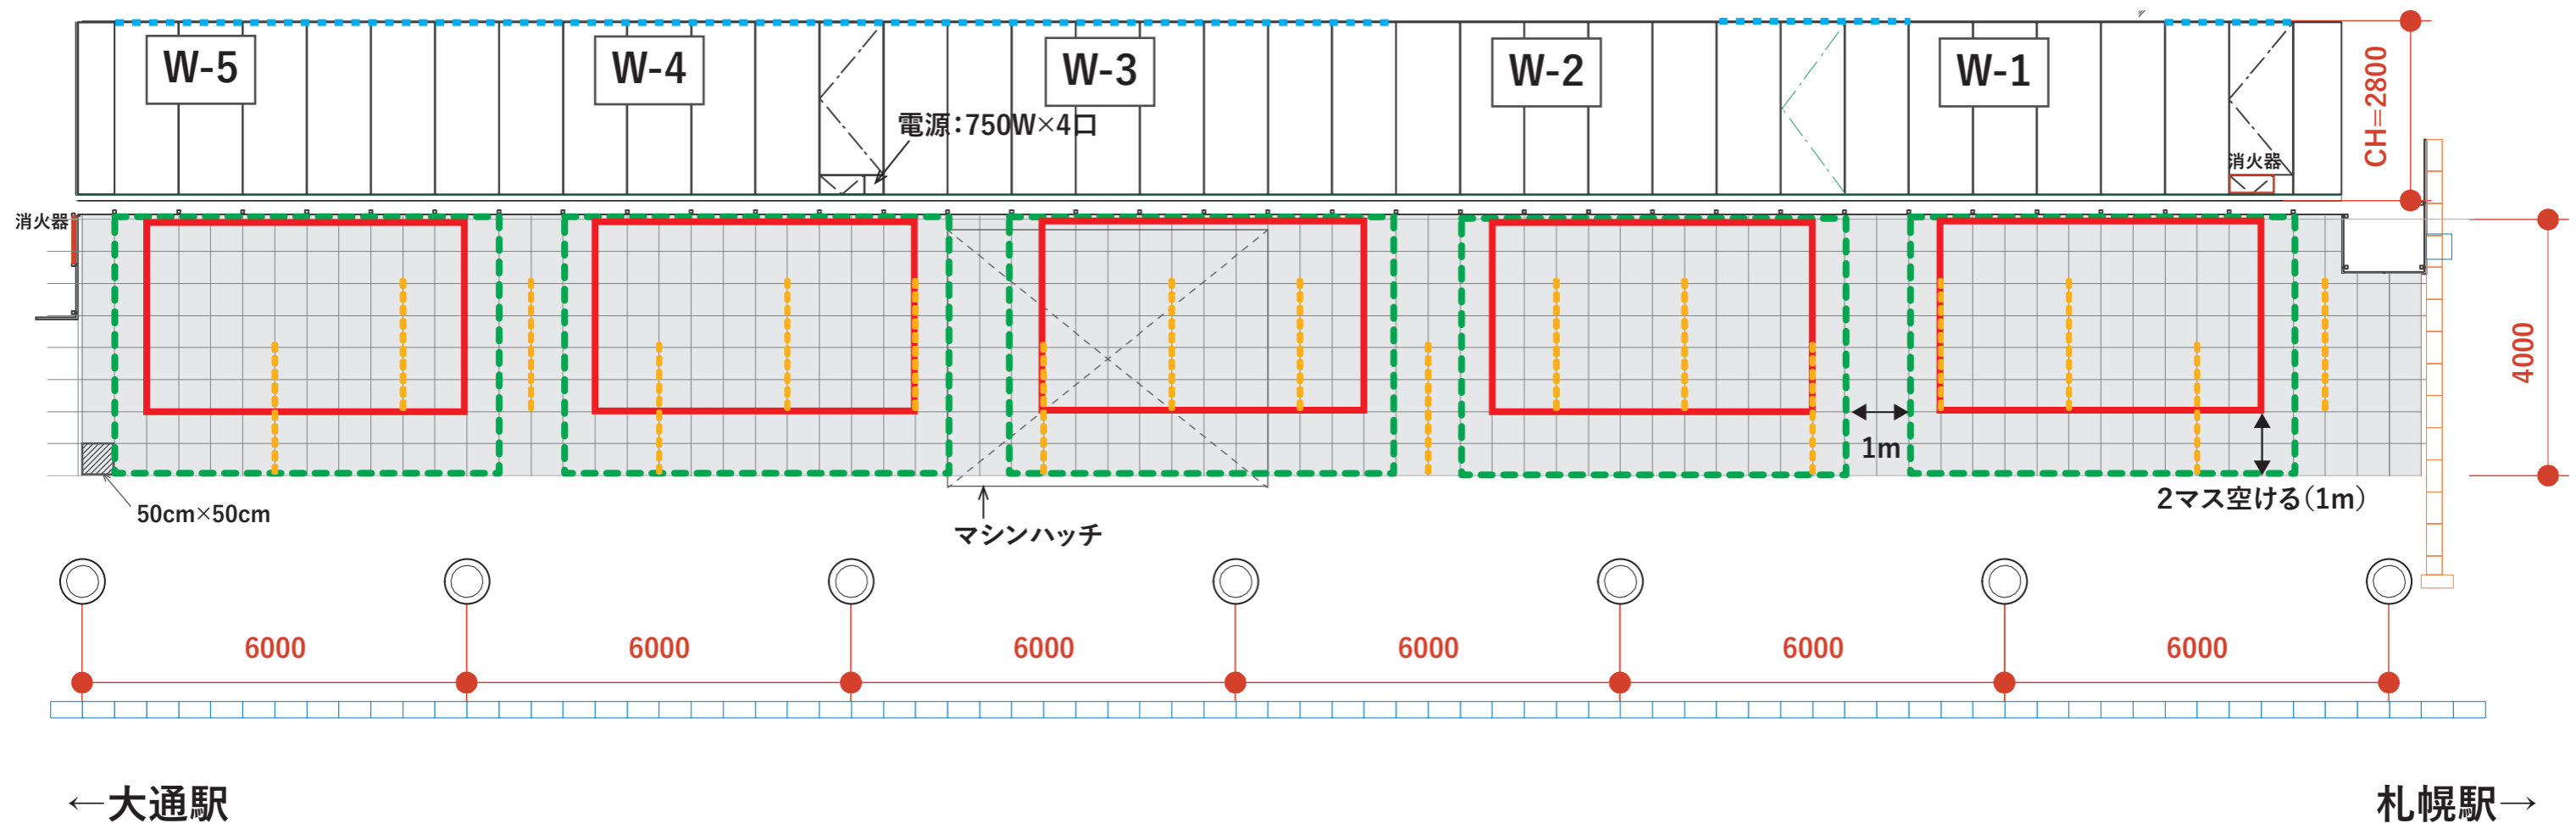 W-5
W-4
W-3
W-2
W-1
電源：750W×4口
CH=2800
消火器
消火器
4000
1m
2マス空ける（1m）
50cm×50cm
マシンハッチ
6000
6000
6000
6000
6000
6000
←大通駅
札幌駅→